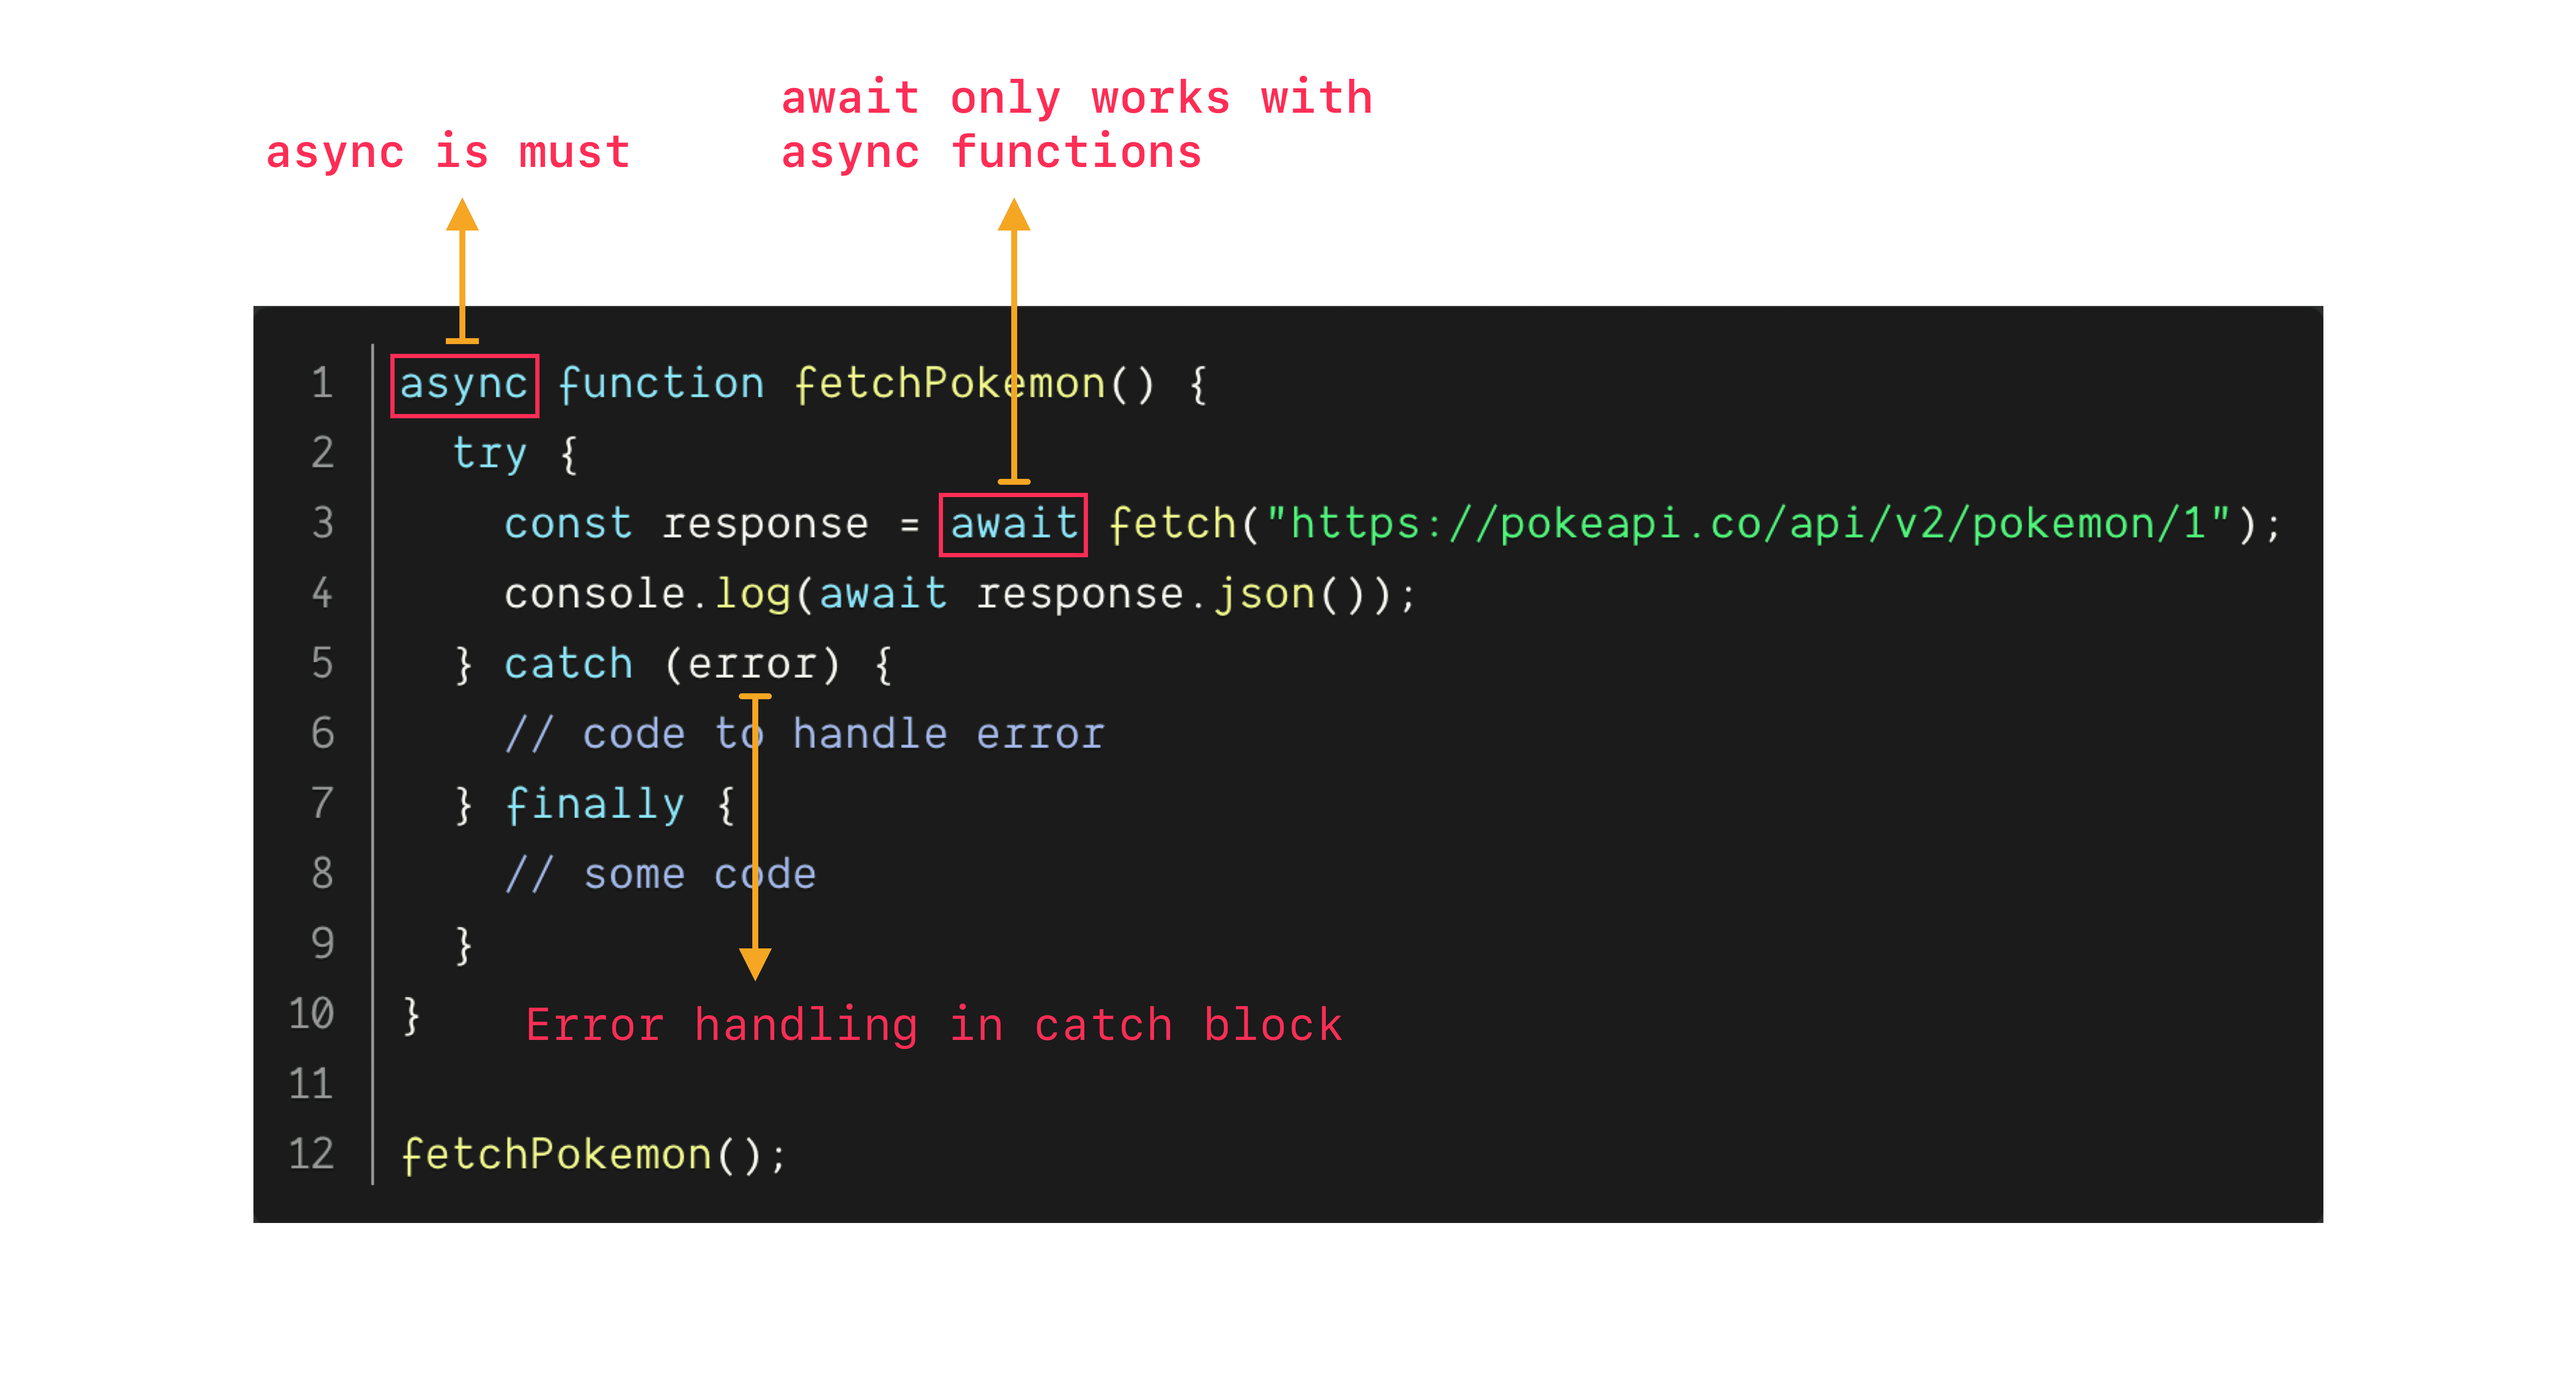 await only works with
async is must
async functions
1 async function fetchPokemon() {
2 try {
3 const response = await fetch("https://pokeapi.co/api/v2/pokemon/1");
4 console.log(await response.json());
5 } catch (error) {
6 // code to handle error
7 } finally {
8 // some code
9 }
10 }
Error handling in catch block
11
12 fetchPokemon();